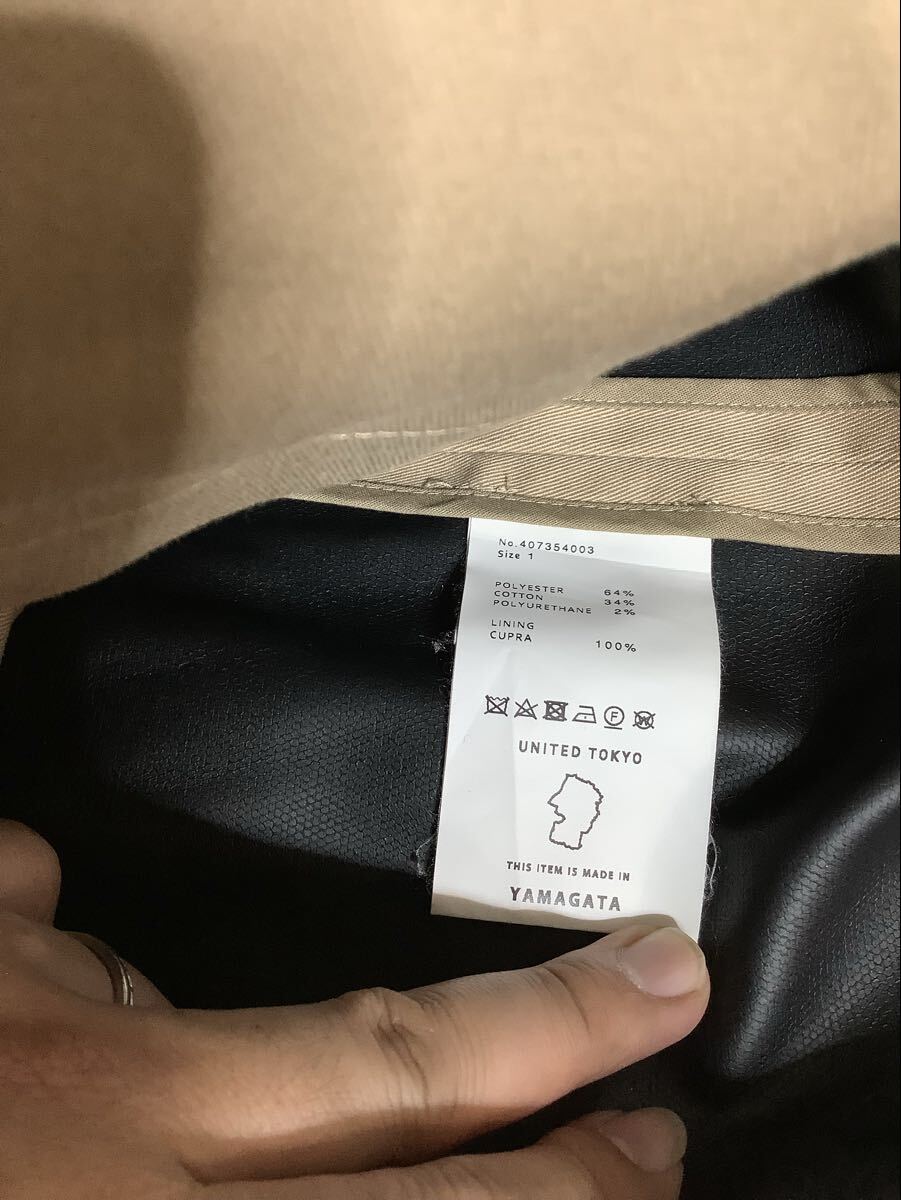 No.407354003
Size 1
POLYESTER 64%
COTTON 34%
POLYURETHANE 2%
LINING
CUPRA 100%
F W
UNITED TOKYO
THIS ITEM IS MADE IN
YAMAGATA